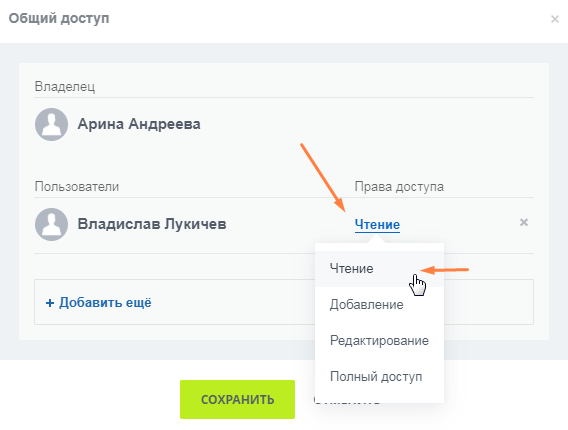 Общий доступ
Владелец
Арина Андреева
Пользователи Права доступа
Владислав Лукичев Чтение
Чтение
+ Добавить ещё Добавление
Редактирование
Полный доступ
СОХРАНИТЬ